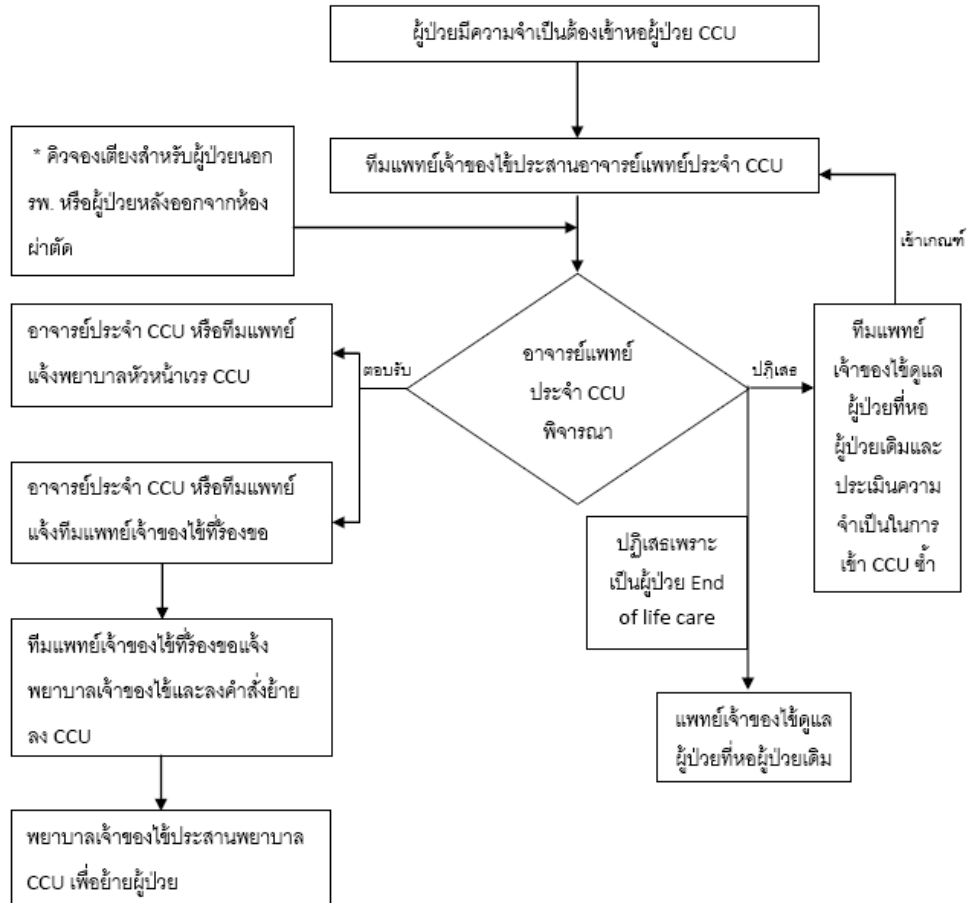 ผู้ป่วยมีความจำเป็นต้องเข้าหอผู้ป่วย CCU
* คิวจองเตียงสำหรับผู้ป่วยนอก
รพ. หรือผู้ป่วยหลังออกจากห้อง
ผ่าตัด
ทีมแพทย์เจ้าของไข้ประสานอาจารย์แพทย์ประจำ CCU
เข้าเกณฑ์
อาจารย์แพทย์
ประจำ CCU
พิจารณา
ตอบรับ
ปฏิเสธ
อาจารย์ประจำ CCU หรือทีมแพทย์
แจ้งพยาบาลหัวหน้าเวร CCU
อาจารย์ประจำ CCU หรือทีมแพทย์
แจ้งทีมแพทย์เจ้าของไข้ที่ร้องขอ
ทีมแพทย์
เจ้าของไข้ดูแล
ผู้ป่วยที่หอ
ผู้ป่วยเดิมและ
ประเมินความ
จำเป็นในการ
เข้า CCU ซ้ำ
ปฏิเสธเพราะ
เป็นผู้ป่วย End
of life care
ทีมแพทย์เจ้าของไข้ที่ร้องขอแจ้ง
พยาบาลเจ้าของไข้และลงคำสั่งย้าย
ลง CCU
แพทย์เจ้าของไข้ดูแล
ผู้ป่วยที่หอผู้ป่วยเดิม
พยาบาลเจ้าของไข้ประสานพยาบาล
CCU เพื่อย้ายผู้ป่วย